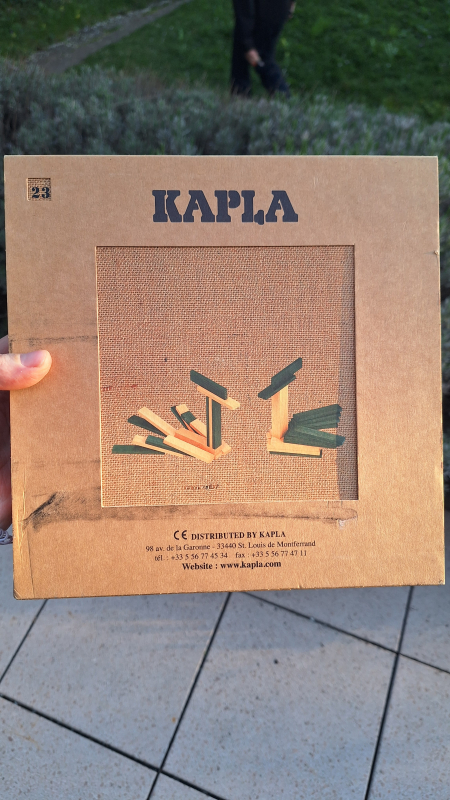 23
KAPLA
CE DISTRIBUTED BY KAPLA
98 av. de la Garonne - 33440 St. Louis de Montferrand
tél. : +33 5 56 77 45 34 fax : +33 5 56 77 47 11
Website : www.kapla.com